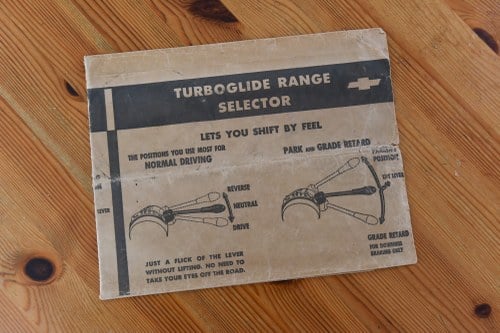 TURBOGLIDE RANGE
SELECTOR
LETS YOU SHIFT BY FEEL
THE POSITIONS YOU USE MOST FOR
NORMAL DRIVING
REVERSE
NEUTRAL
DRIVE
JUST A FLICK OF THE LEVER
WITHOUT LIFTING. NO NEED TO
TAKE YOUR EYES OFF THE ROAD.
PARK AND GRADE RETARD
POSITION
LEVER
GRADE RETARD
FOR DOWNHILL
BRAKING ONLY